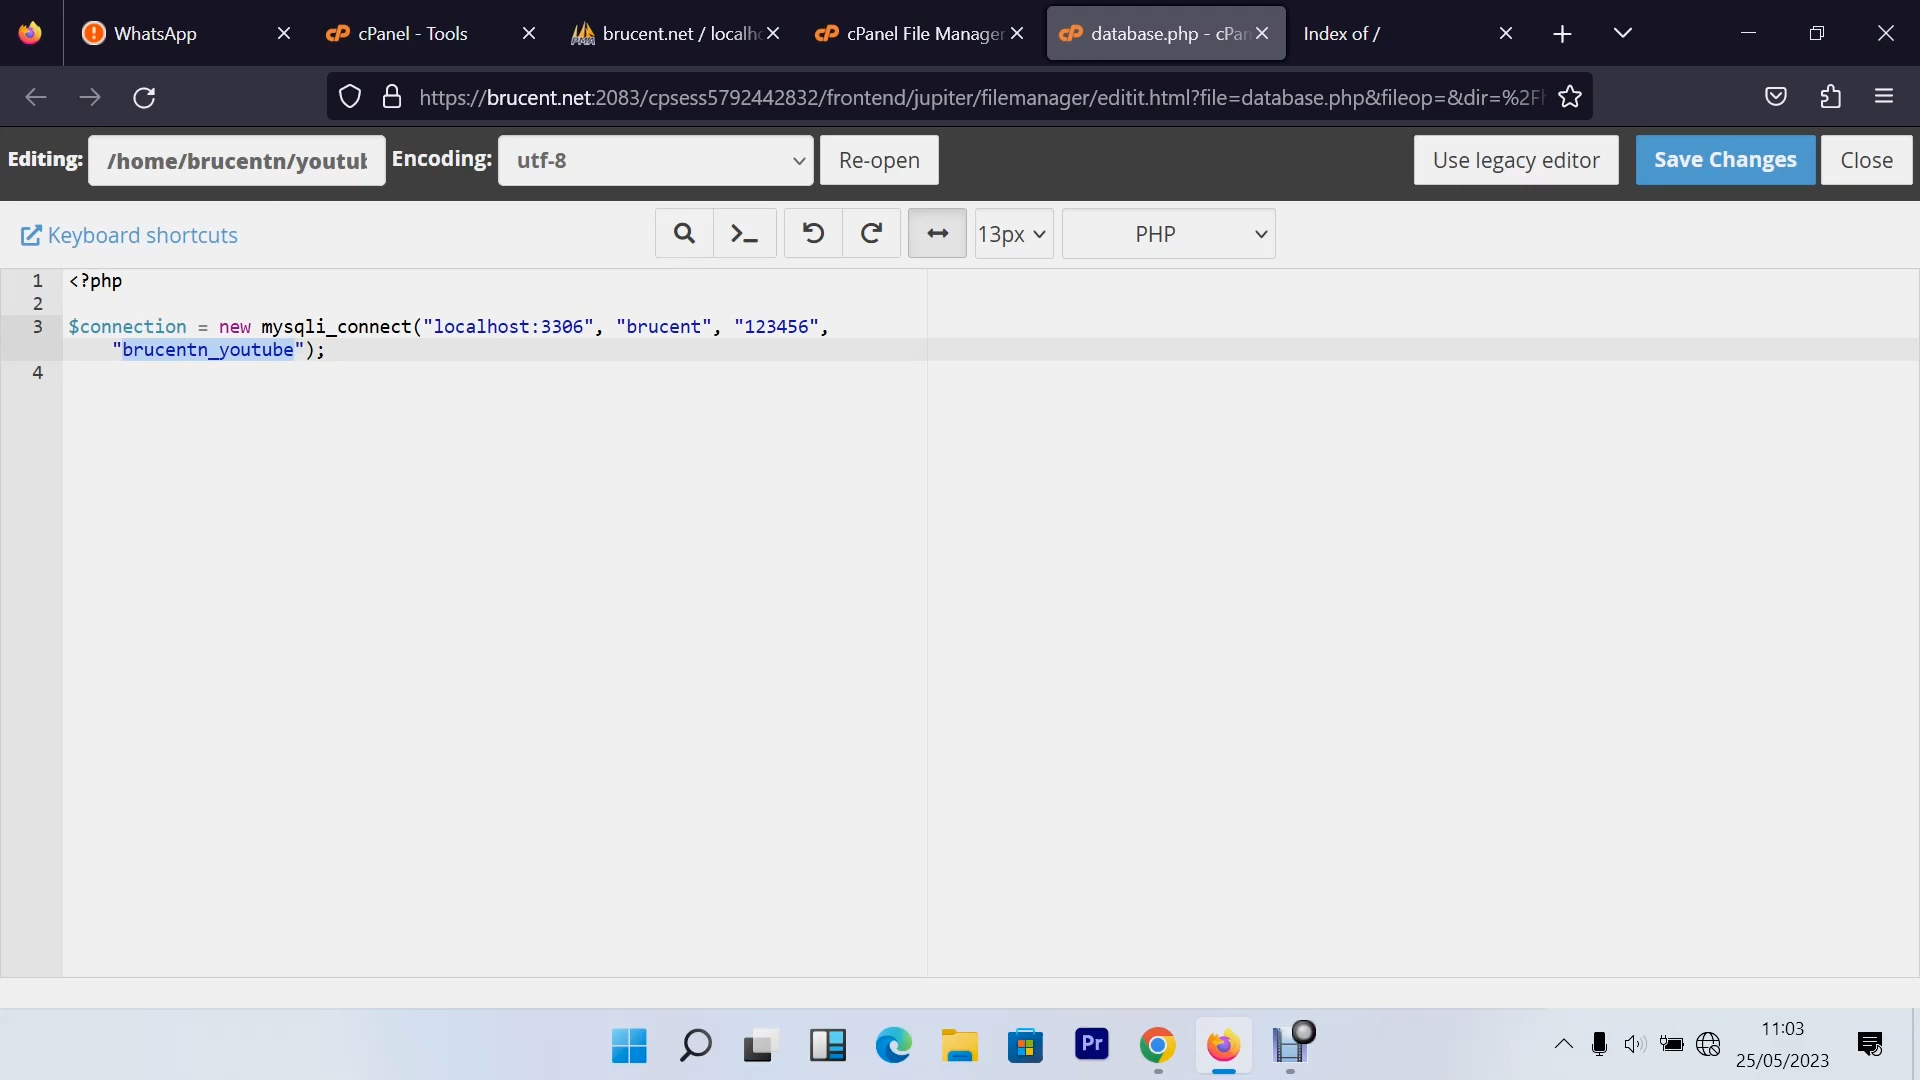 WhatsApp
cPanel - Tools
brucent.net / localh
cPanel File Manager
database.php - cPan
Index of /
https://brucent.net:2083/cpsess5792442832/frontend/jupiter/filemanager/editit.html?file=database.php&fileop=&dir=%2F
Editing: /home/brucentn/youtub Encoding: utf-8 Re-open Use legacy editor Save Changes Close
Keyboard shortcuts 13px PHP
1 <?php
2
3 $connection = new mysqli_connect("localhost:3306", "brucent", "123456",
"brucentn_youtube");
4
Pr
11:03
25/05/2023